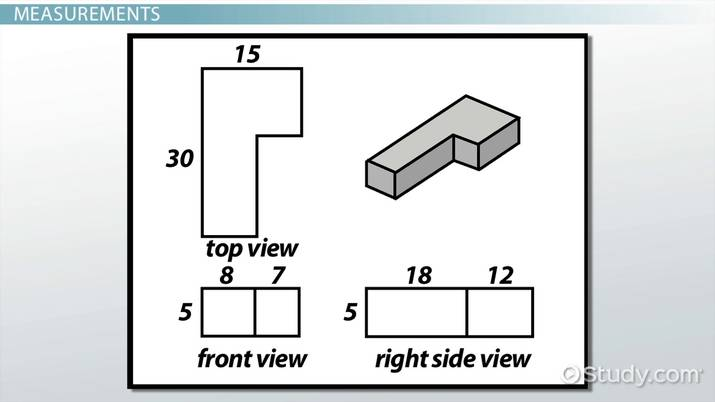 MEASUREMENTS
15
30
top view
8 7
5
front view
18 12
5
right side view
Study.com